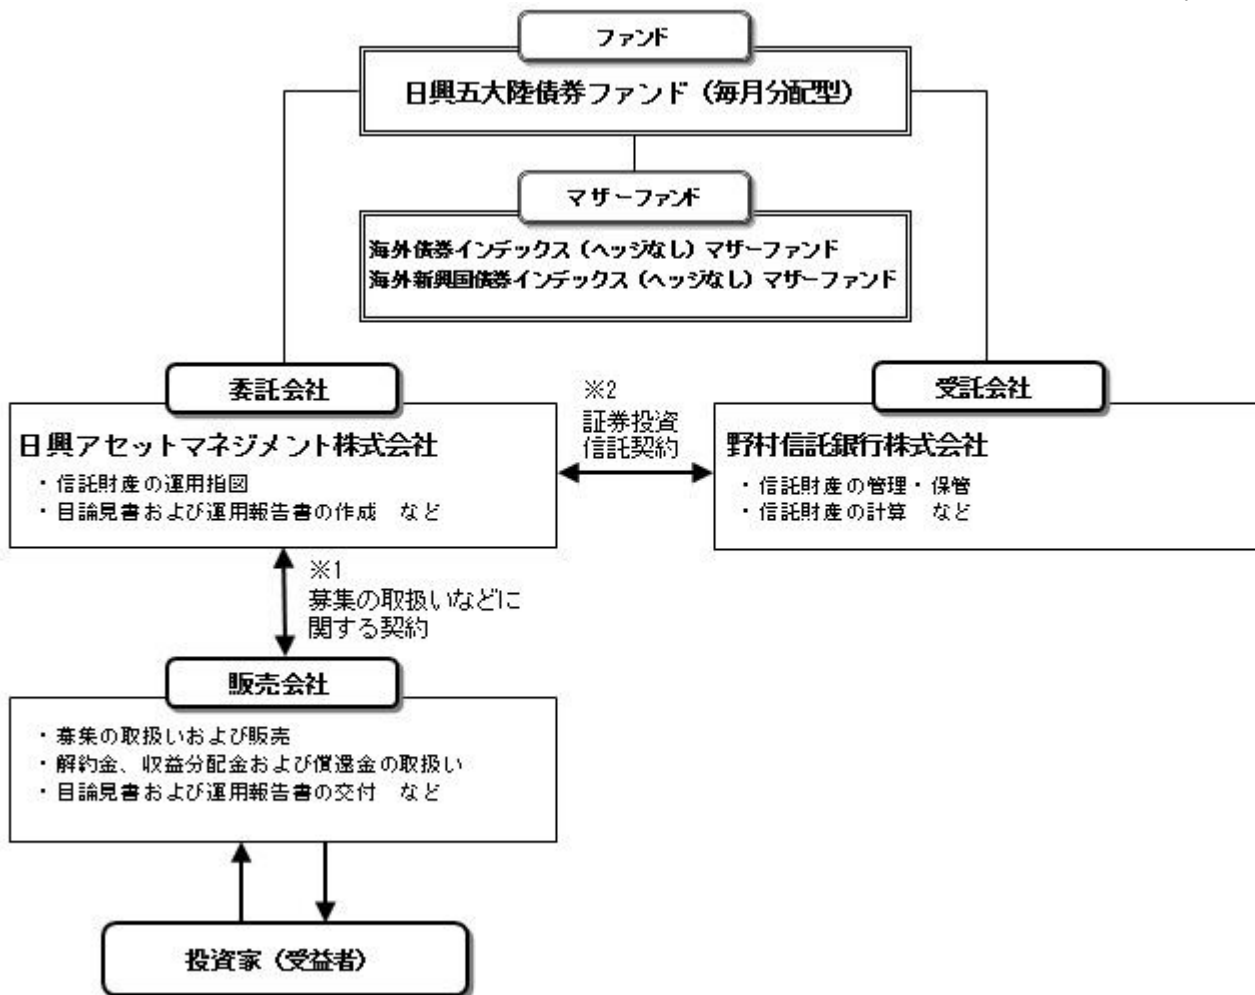 ファンド
日興五大陸債券ファンド（毎月分配型）
マザーファンド
海外債券インデックス（ヘッジなし）マザーファンド
海外新興国債券インデックス（ヘッジなし）マザーファンド
委託会社
日興アセットマネジメント株式会社
・信託財産の運用指図
・目論見書および運用報告書の作成　など
※2
証券投資
信託契約
受託会社
野村信託銀行株式会社
・信託財産の管理・保管
・信託財産の計算　など
※1
募集の取扱いなどに
関する契約
販売会社
・募集の取扱いおよび販売
・解約金、収益分配金および償還金の取扱い
・目論見書および運用報告書の交付　など
投資家（受益者）